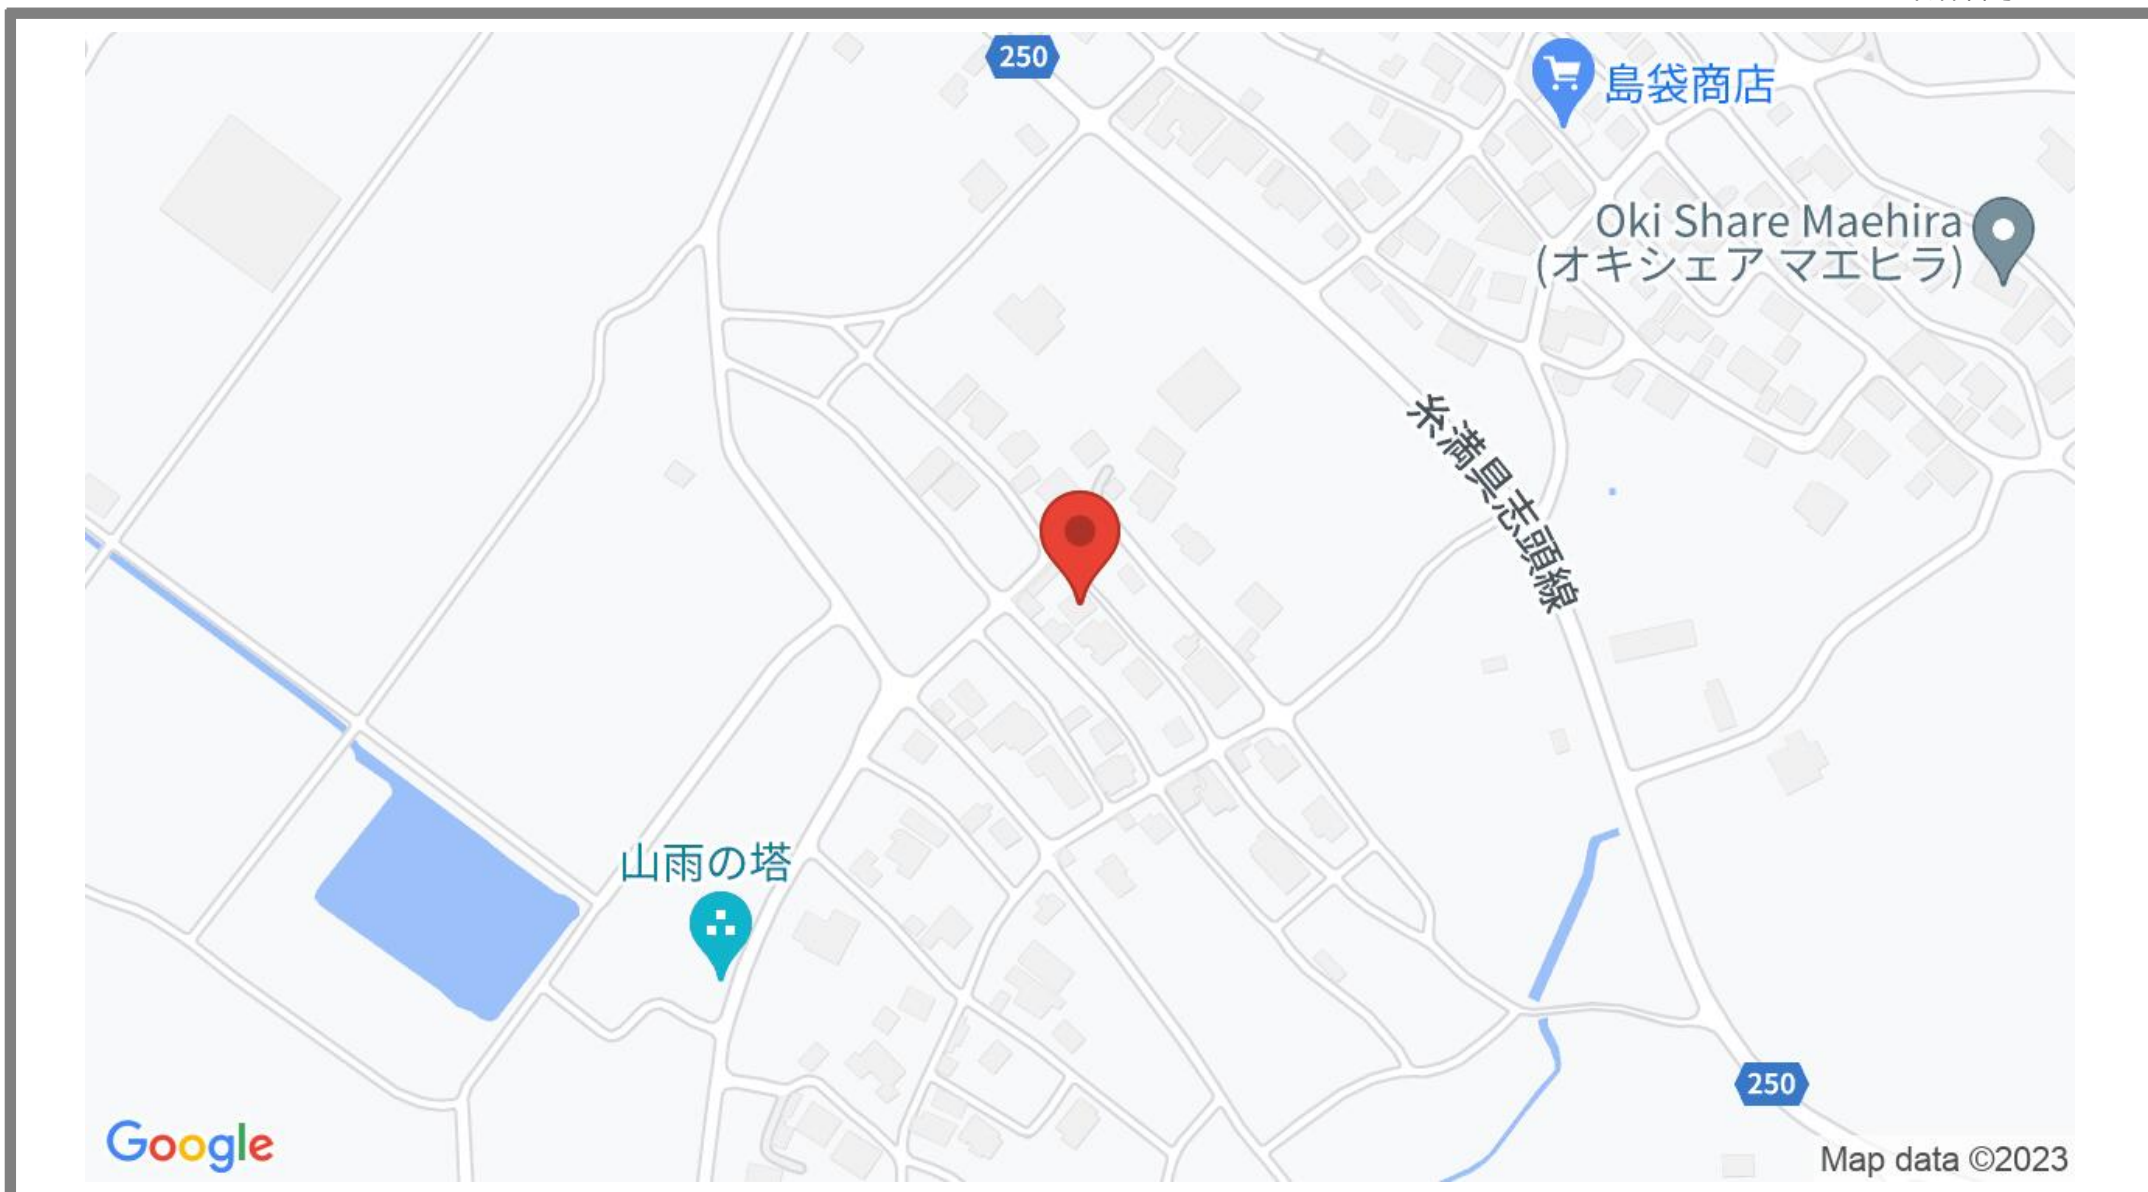 250
島袋商店
Oki Share Maehira
(オキシェア マエヒラ)
糸満具志頭線
山雨の塔
250
Google
Map data ©2023